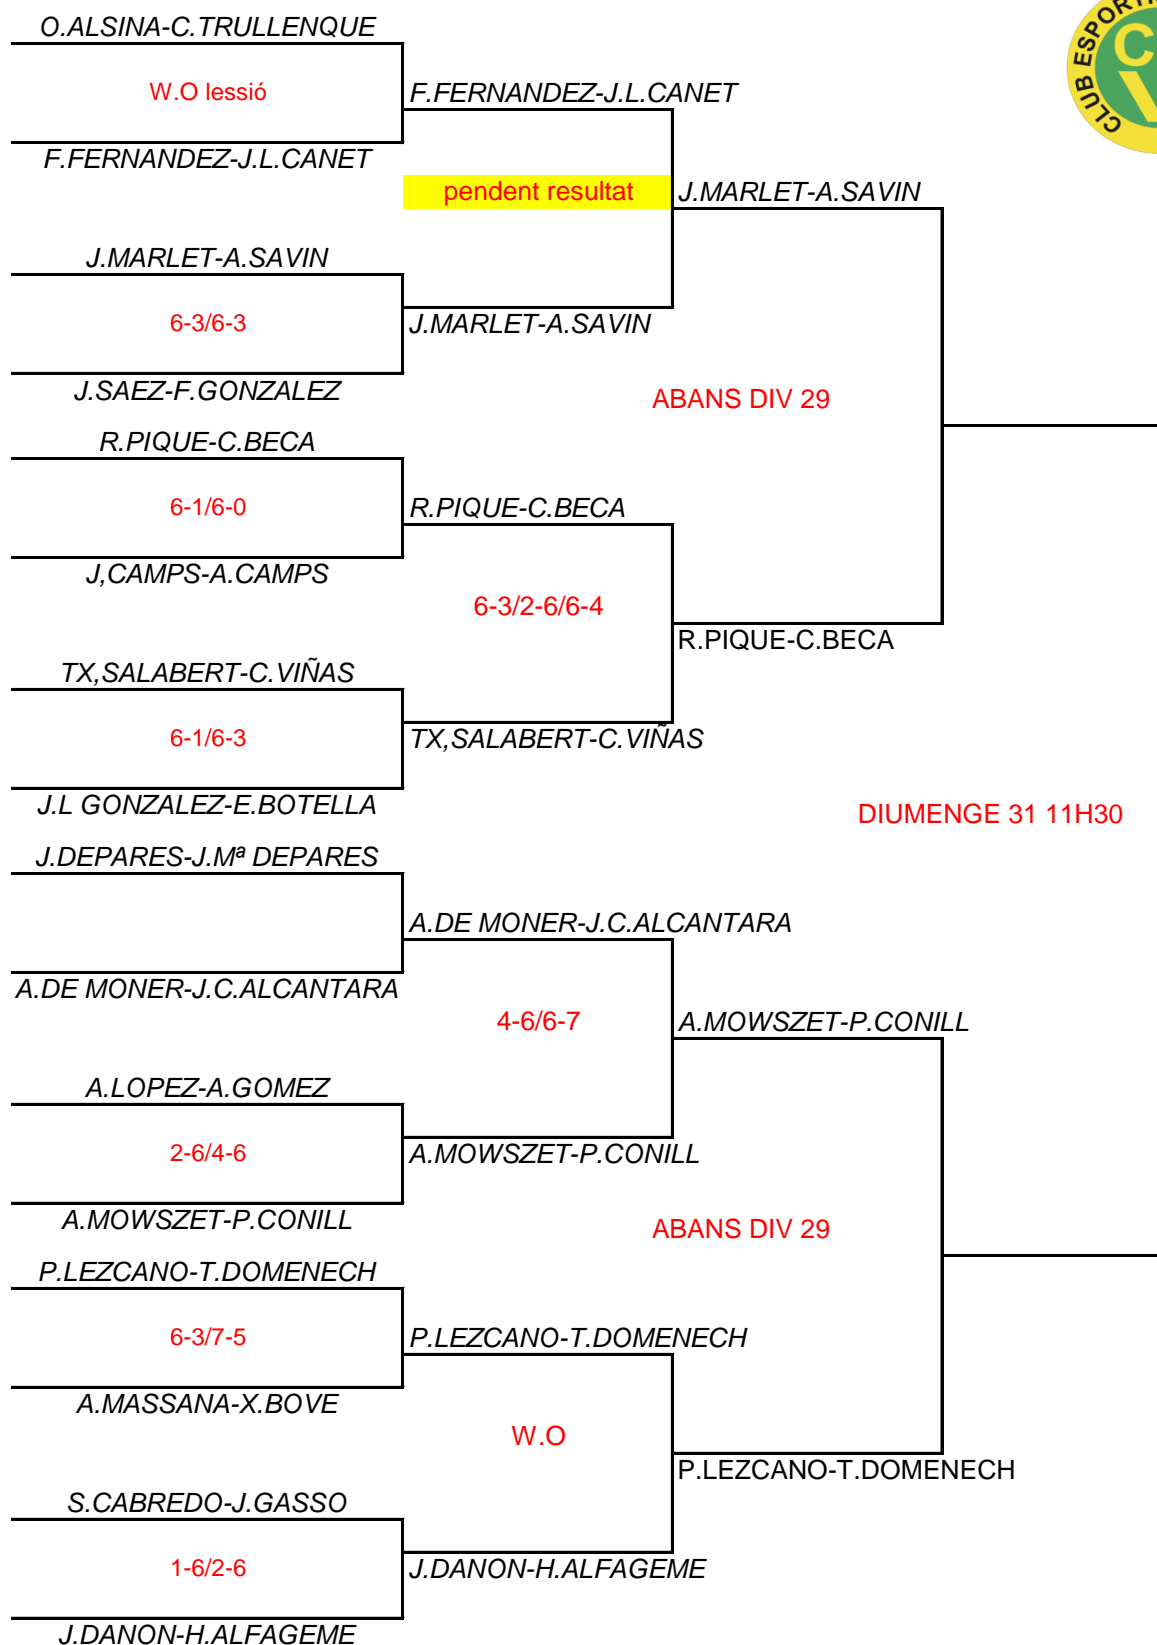 O.ALSINA-C.TRULLENQUE
W.O lessió
F.FERNANDEZ-J.L.CANET
F.FERNANDEZ-J.L.CANET
pendent resultat
J.MARLET-A.SAVIN
J.MARLET-A.SAVIN
6-3/6-3
J.MARLET-A.SAVIN
J.SAEZ-F.GONZALEZ
ABANS DIV 29
R.PIQUE-C.BECA
6-1/6-0
R.PIQUE-C.BECA
J,CAMPS-A.CAMPS
6-3/2-6/6-4
R.PIQUE-C.BECA
TX,SALABERT-C.VIÑAS
6-1/6-3
TX,SALABERT-C.VIÑAS
J.L GONZALEZ-E.BOTELLA
DIUMENGE 31 11H30
J.DEPARES-J.Mª DEPARES
A.DE MONER-J.C.ALCANTARA
A.DE MONER-J.C.ALCANTARA
4-6/6-7
A.MOWSZET-P.CONILL
A.LOPEZ-A.GOMEZ
2-6/4-6
A.MOWSZET-P.CONILL
A.MOWSZET-P.CONILL
ABANS DIV 29
P.LEZCANO-T.DOMENECH
6-3/7-5
P.LEZCANO-T.DOMENECH
A.MASSANA-X.BOVE
W.O
P.LEZCANO-T.DOMENECH
S.CABREDO-J.GASSO
1-6/2-6
J.DANON-H.ALFAGEME
J.DANON-H.ALFAGEME
CLUB